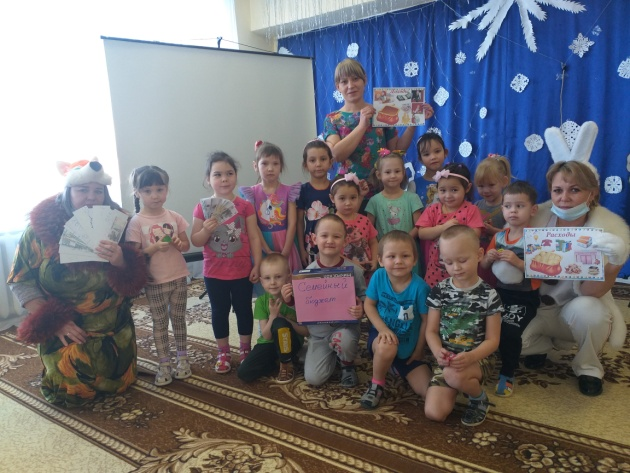 Расходы
Семейный
бюджет